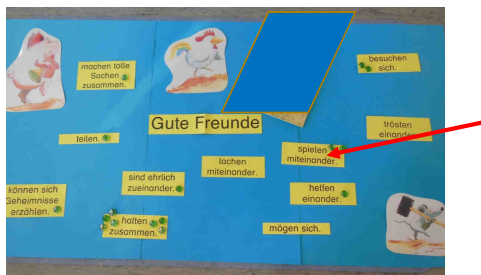 machen tolle
Sachen
zusammen.
besuchen
sich.
Gute Freunde
trösten
einander.
teilen.
spielen
miteinander.
lachen
miteinander.
sind ehrlich
zueinander.
helfen
einander.
können sich
Geheimnisse
erzählen.
halten
zusammen.
mögen sich.